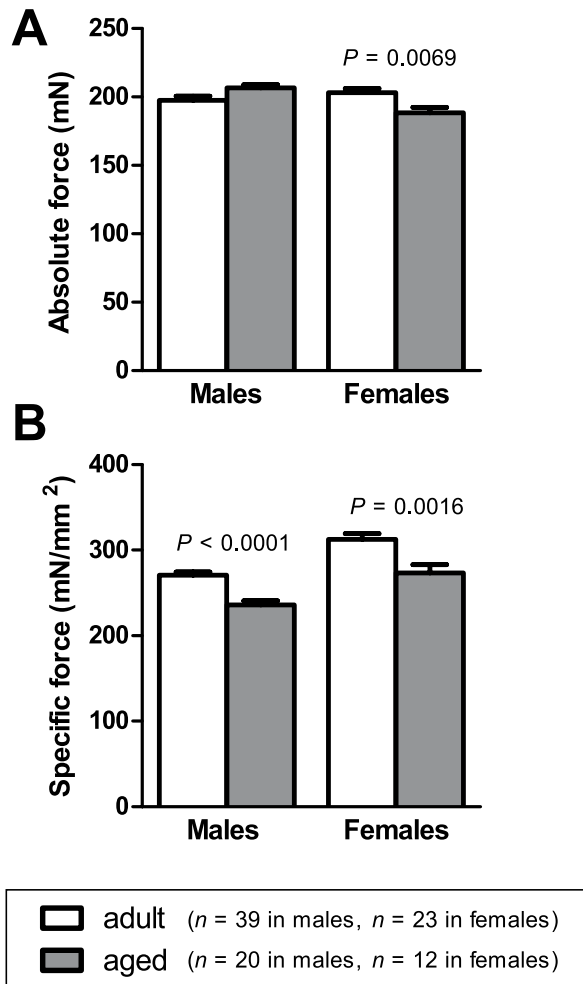 A
Absolute force (mN)
250
200
150
100
50
0
P = 0.0069
Males
Females
B
Specific force (mN/mm²)
400
300
200
100
0
P < 0.0001
P = 0.0016
Males
Females
adult (n = 39 in males, n = 23 in females)
aged (n = 20 in males, n = 12 in females)